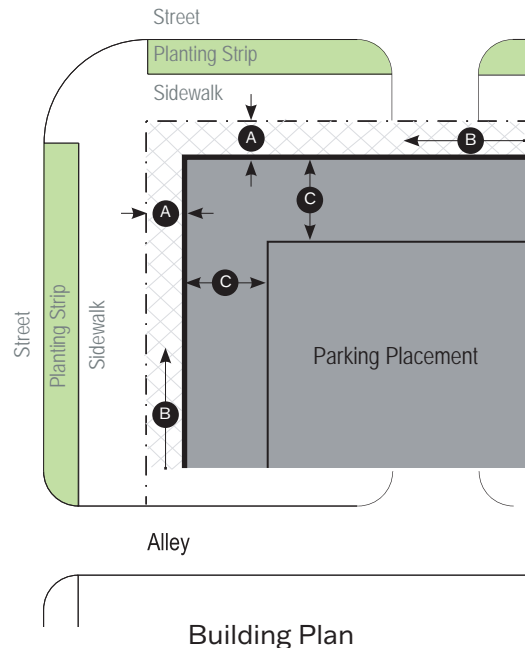 Street
Planting Strip
Sidewalk
A
B
C
A
C
Street
Planting Strip
Sidewalk
Parking Placement
B
Alley
Building Plan